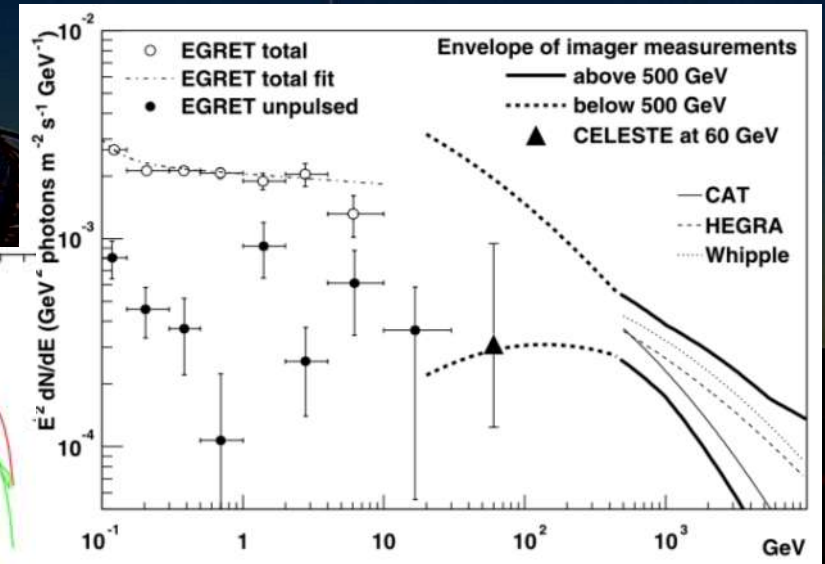 10⁻²
EGRET total
EGRET total fit
EGRET unpulsed
Envelope of imager measurements
above 500 GeV
below 500 GeV
CELESTE at 60 GeV
CAT
HEGRA
Whipple
E² dN/dE (GeV² photons m⁻² s⁻¹ GeV⁻¹)
10⁻³
10⁻⁴
10⁻¹ 1 10 10² 10³ GeV